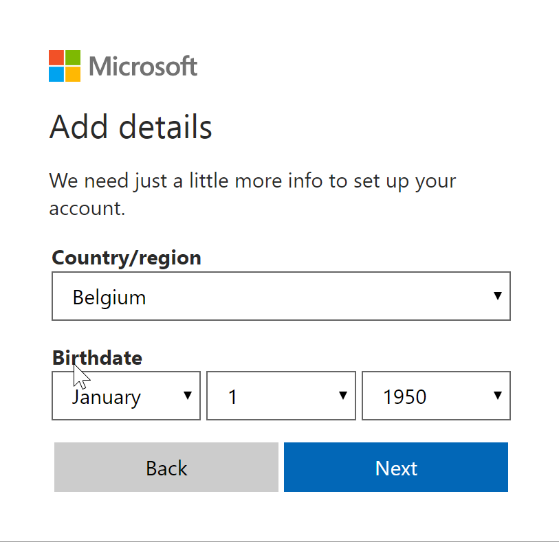 Microsoft
Add details
We need just a little more info to set up your
account.
Country/region
Belgium
Birthdate
January 1 1950
Back Next